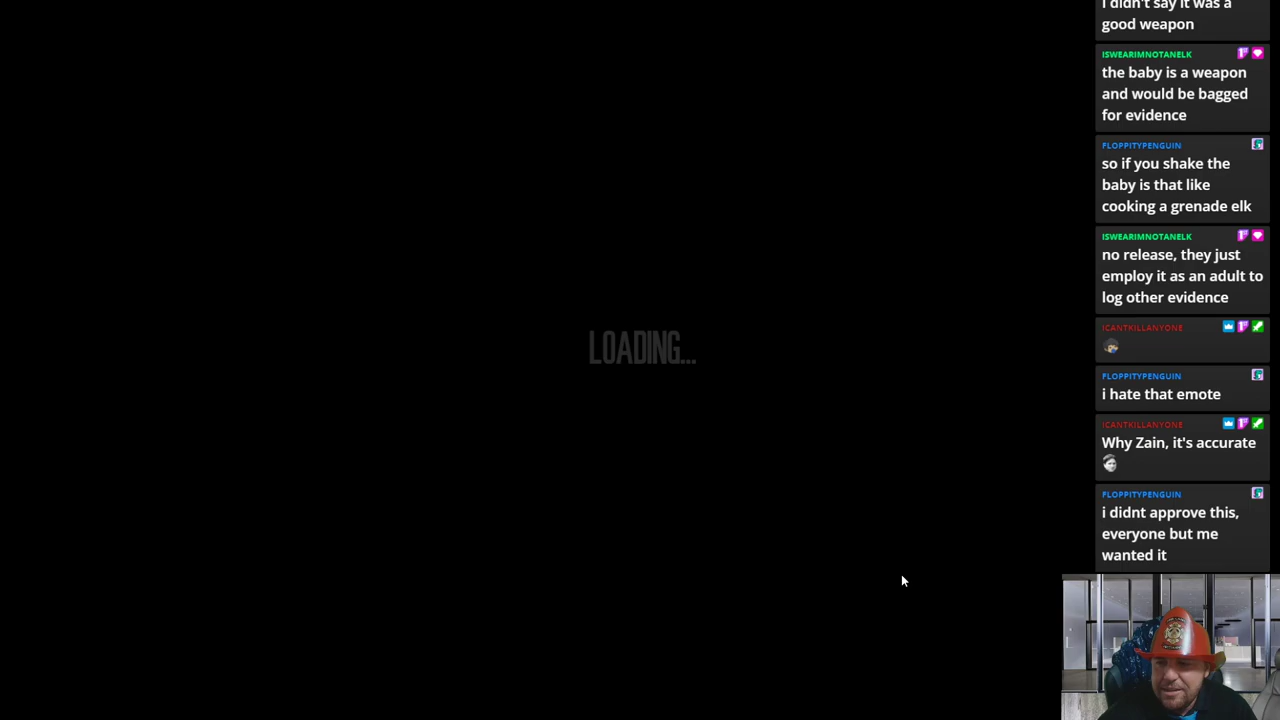 i didn't say it was a
good weapon
ISWEARIMNOTANELK
the baby is a weapon
and would be bagged
for evidence
FLOPPITYPENGUIN
so if you shake the
baby is that like
cooking a grenade elk
ISWEARIMNOTANELK
no release, they just
employ it as an adult to
log other evidence
LOADING...
ICANTKILLANYONE
FLOPPITYPENGUIN
i hate that emote
ICANTKILLANYONE
Why Zain, it's accurate
FLOPPITYPENGUIN
i didnt approve this,
everyone but me
wanted it